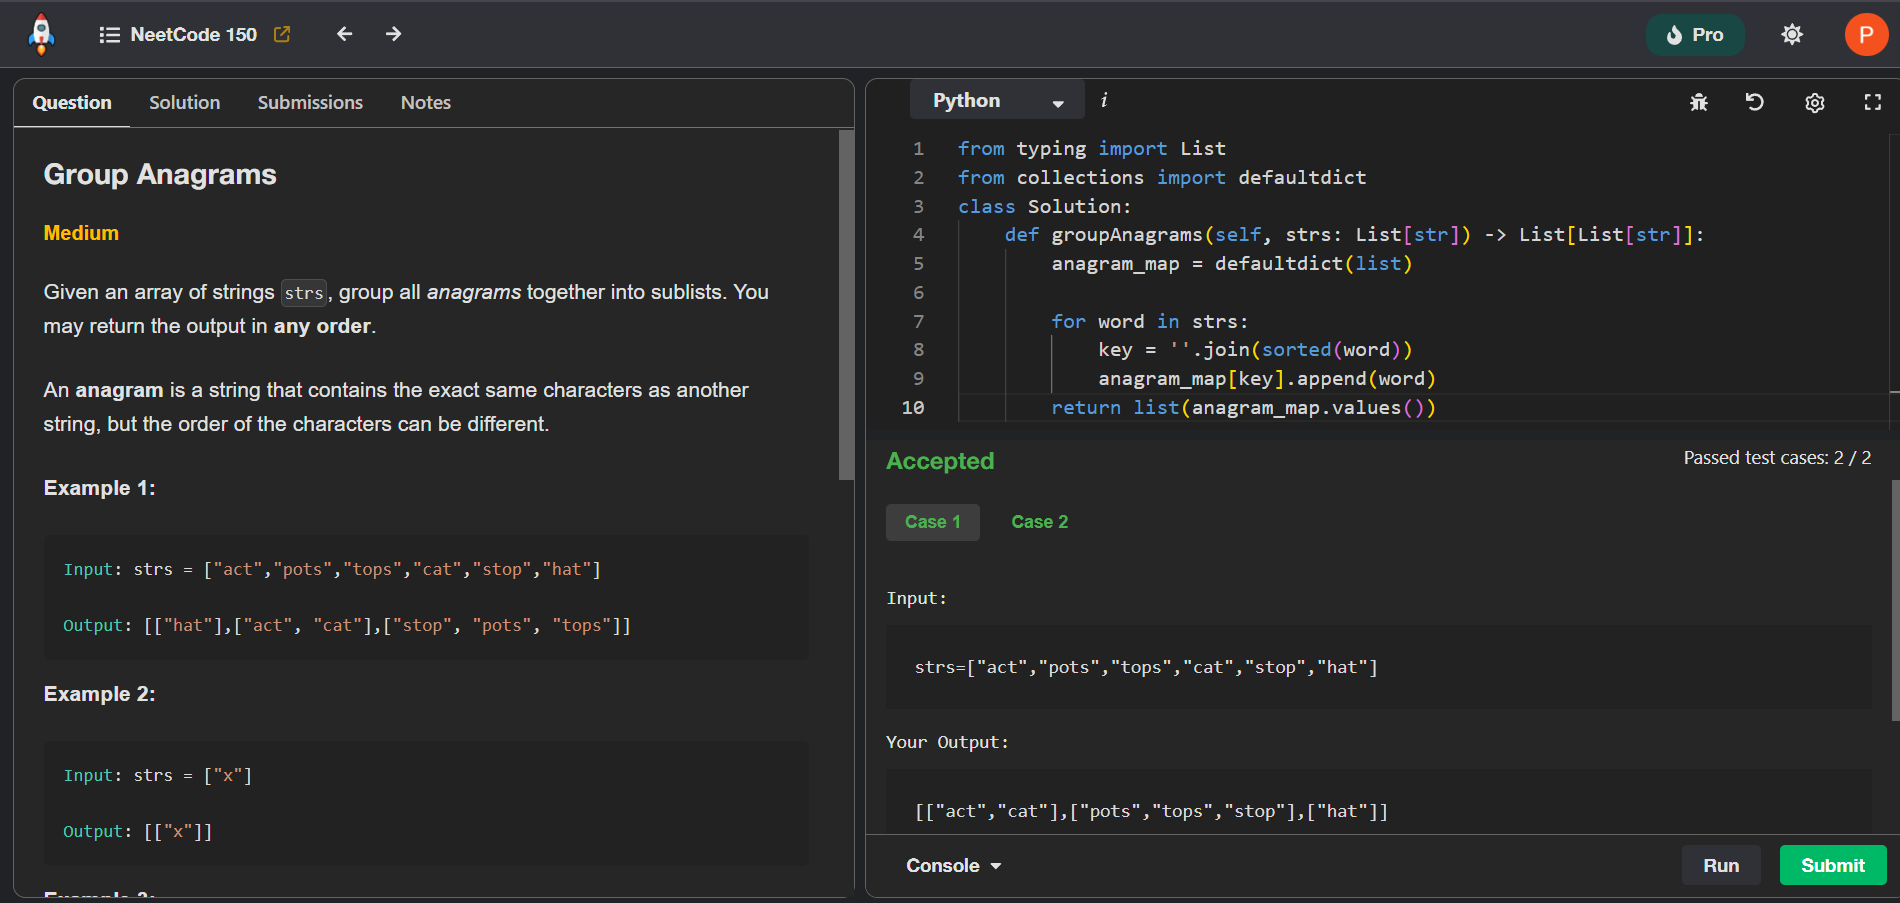 NeetCode 150
Pro
P
Question Solution Submissions Notes
Group Anagrams
Medium
Given an array of strings strs, group all anagrams together into sublists. You
may return the output in any order.
An anagram is a string that contains the exact same characters as another
string, but the order of the characters can be different.
Example 1:
Input: strs = ["act","pots","tops","cat","stop","hat"]
Output: [["hat"],["act", "cat"],["stop", "pots", "tops"]]
Example 2:
Input: strs = ["x"]
Output: [["x"]]
Python i
1 from typing import List
2 from collections import defaultdict
3 class Solution:
4 def groupAnagrams(self, strs: List[str]) -> List[List[str]]:
5 anagram_map = defaultdict(list)
6
7 for word in strs:
8 key = ''.join(sorted(word))
9 anagram_map[key].append(word)
10 return list(anagram_map.values())
Accepted
Passed test cases: 2 / 2
Case 1 Case 2
Input:
strs=["act","pots","tops","cat","stop","hat"]
Your Output:
[["act","cat"],["pots","tops","stop"],["hat"]]
Console
Run
Submit